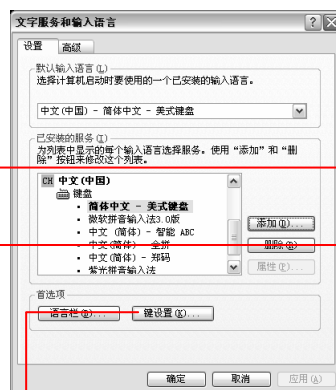 文字服务和输入语言
设置 高级
默认输入语言(L)
选择计算机启动时要使用的一个已安装的输入语言。
中文(中国) - 简体中文 - 美式键盘
已安装的服务(I)
为列表中显示的每个输入语言选择服务。使用“添加”和“删
除”按钮来修改这个列表。
CH 中文(中国)
键盘
• 简体中文 - 美式键盘
• 微软拼音输入法3.0版
• 中文 (简体) - 智能 ABC
• 中文(简体) - 全拼
• 中文(简体) - 郑码
• 紫光拼音输入法
添加(D)...
删除(R)
属性(P)...
首选项
语言栏(B)... 键设置(K)...
确定 取消 应用(A)